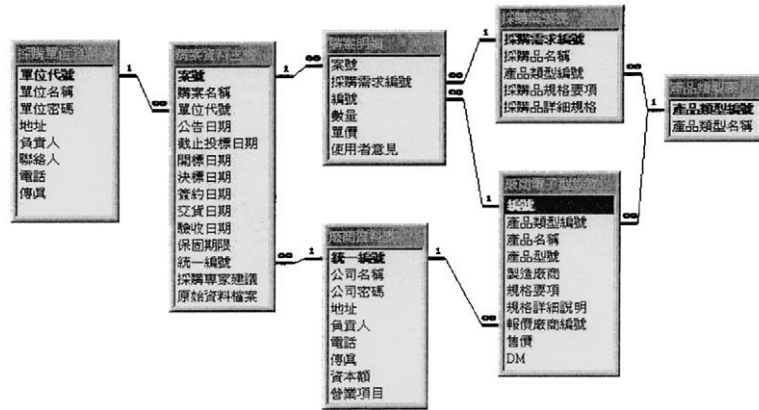 單位代號
單位名稱
單位密碼
地址
負責人
聯絡人
電話
傳真
案號
購案名稱
單位代號
公告日期
截止投標日期
開標日期
決標日期
簽約日期
交貨日期
驗收日期
保固期限
統一編號
採購專家建議
原始資料檔案
購案明細
案號
採購需求編號
編號
數量
單價
使用者意見
廠商資料表
統一編號
公司名稱
公司密碼
地址
負責人
電話
傳真
資本額
營業項目
採購需求編號
採購品名稱
產品類型編號
採購品規格要項
採購品詳細規格
編號
產品類型編號
產品名稱
產品型號
製造廠商
規格要項
規格詳細說明
報價廠商編號
售價
DM
產品類型編號
產品類型名稱
1
∞
1
∞
1
∞
∞
1
∞
1
∞
1
∞
1
1
∞